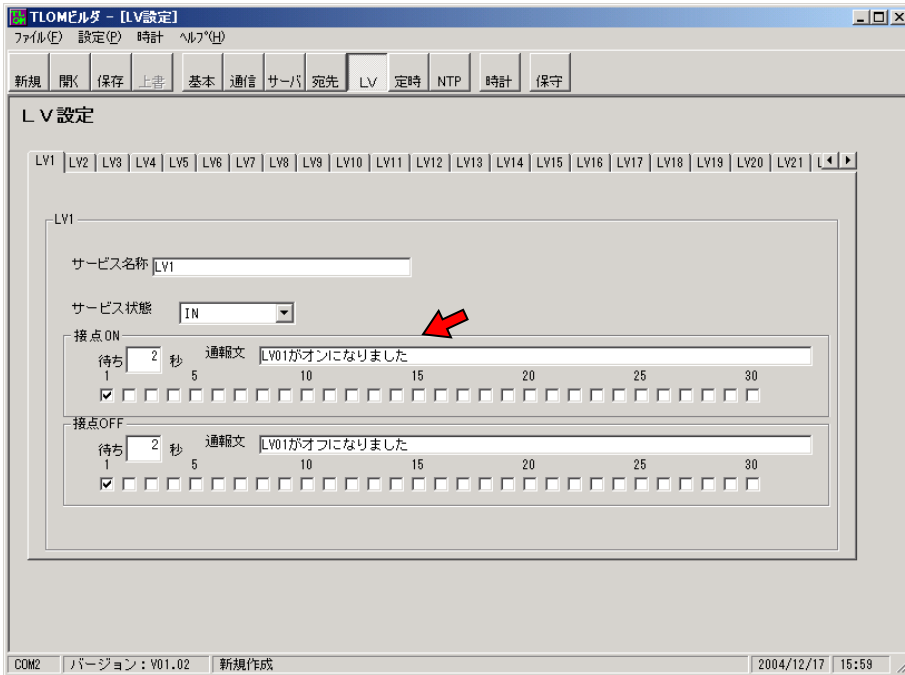 TLOMビルダ - [LV設定]
ファイル(F) 設定(P) 時計 ヘルプ(H)
新規 開く 保存 上書 基本 通信 サーバ 宛先 LV 定時 NTP 時計 保守
LV設定
LV1 LV2 LV3 LV4 LV5 LV6 LV7 LV8 LV9 LV10 LV11 LV12 LV13 LV14 LV15 LV16 LV17 LV18 LV19 LV20 LV21
LV1
サービス名称 LV1
サービス状態 IN
接点ON
待ち 2 秒 通報文 LV01がオンになりました
1 5 10 15 20 25 30
接点OFF
待ち 2 秒 通報文 LV01がオフになりました
1 5 10 15 20 25 30
COM2 バージョン:V01.02 新規作成 2004/12/17 15:59